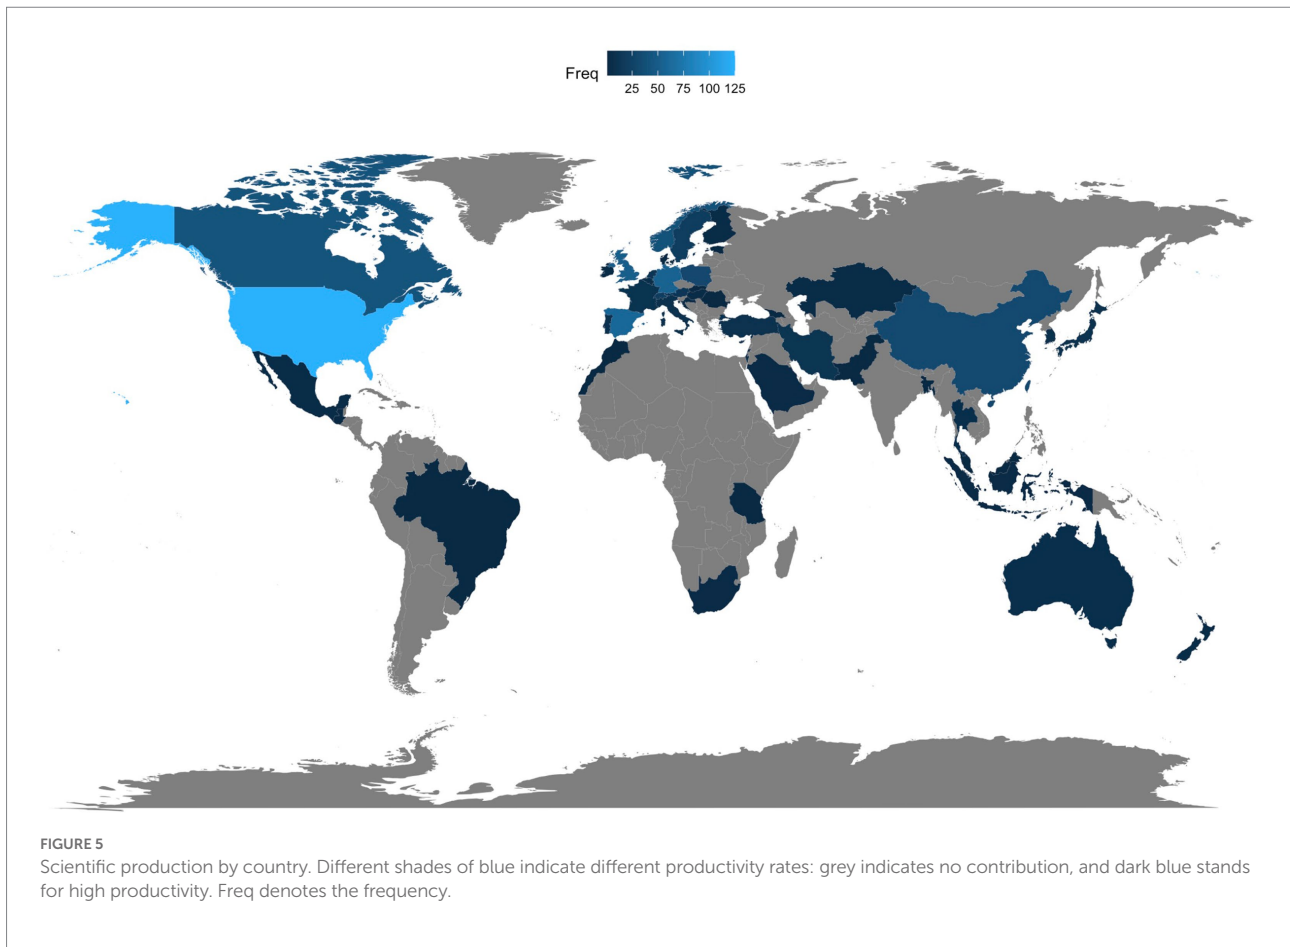 Freq
25 50 75 100 125
FIGURE 5
Scientific production by country. Different shades of blue indicate different productivity rates: grey indicates no contribution, and dark blue stands
for high productivity. Freq denotes the frequency.